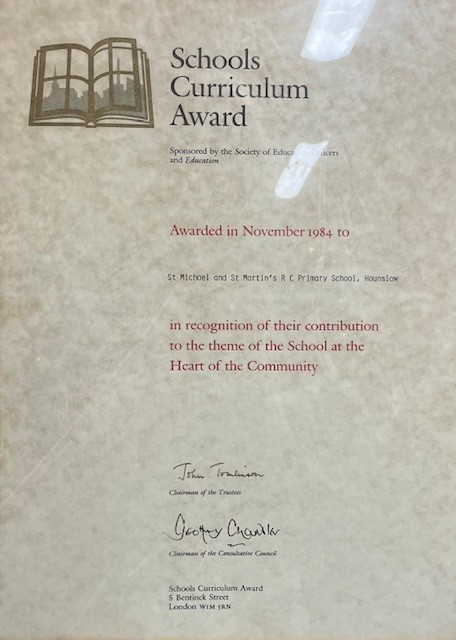 Schools
Curriculum
Award
Sponsored by the Society of Education Officers
and Education
Awarded in November 1984 to
St Michael and St Martin's R C Primary School, Hounslow
in recognition of their contribution
to the theme of the School at the
Heart of the Community
John Tomlinson
Chairman of the Trustees
Geoffrey Chandler
Chairman of the Consultative Council
Schools Curriculum Award
5 Bentinck Street
London W1M 5RN